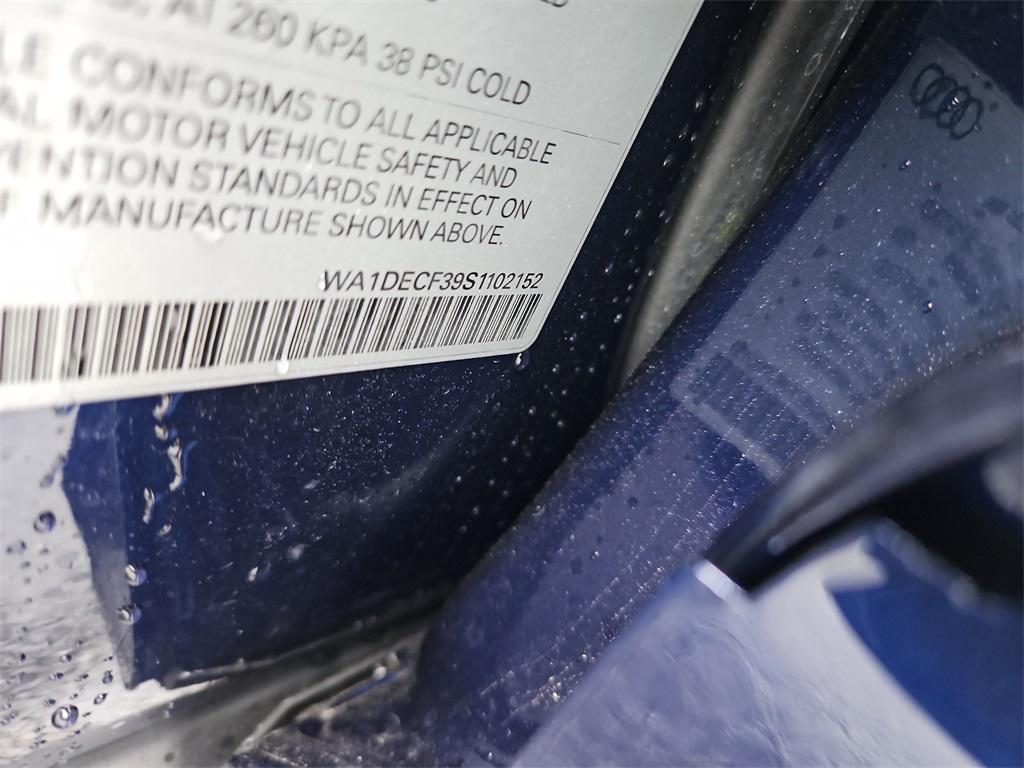 AT 260 KPA 38 PSI COLD
CONFORMS TO ALL APPLICABLE
MOTOR VEHICLE SAFETY AND
STANDARDS IN EFFECT ON
MANUFACTURE SHOWN ABOVE.
WA1DECF39S1102152